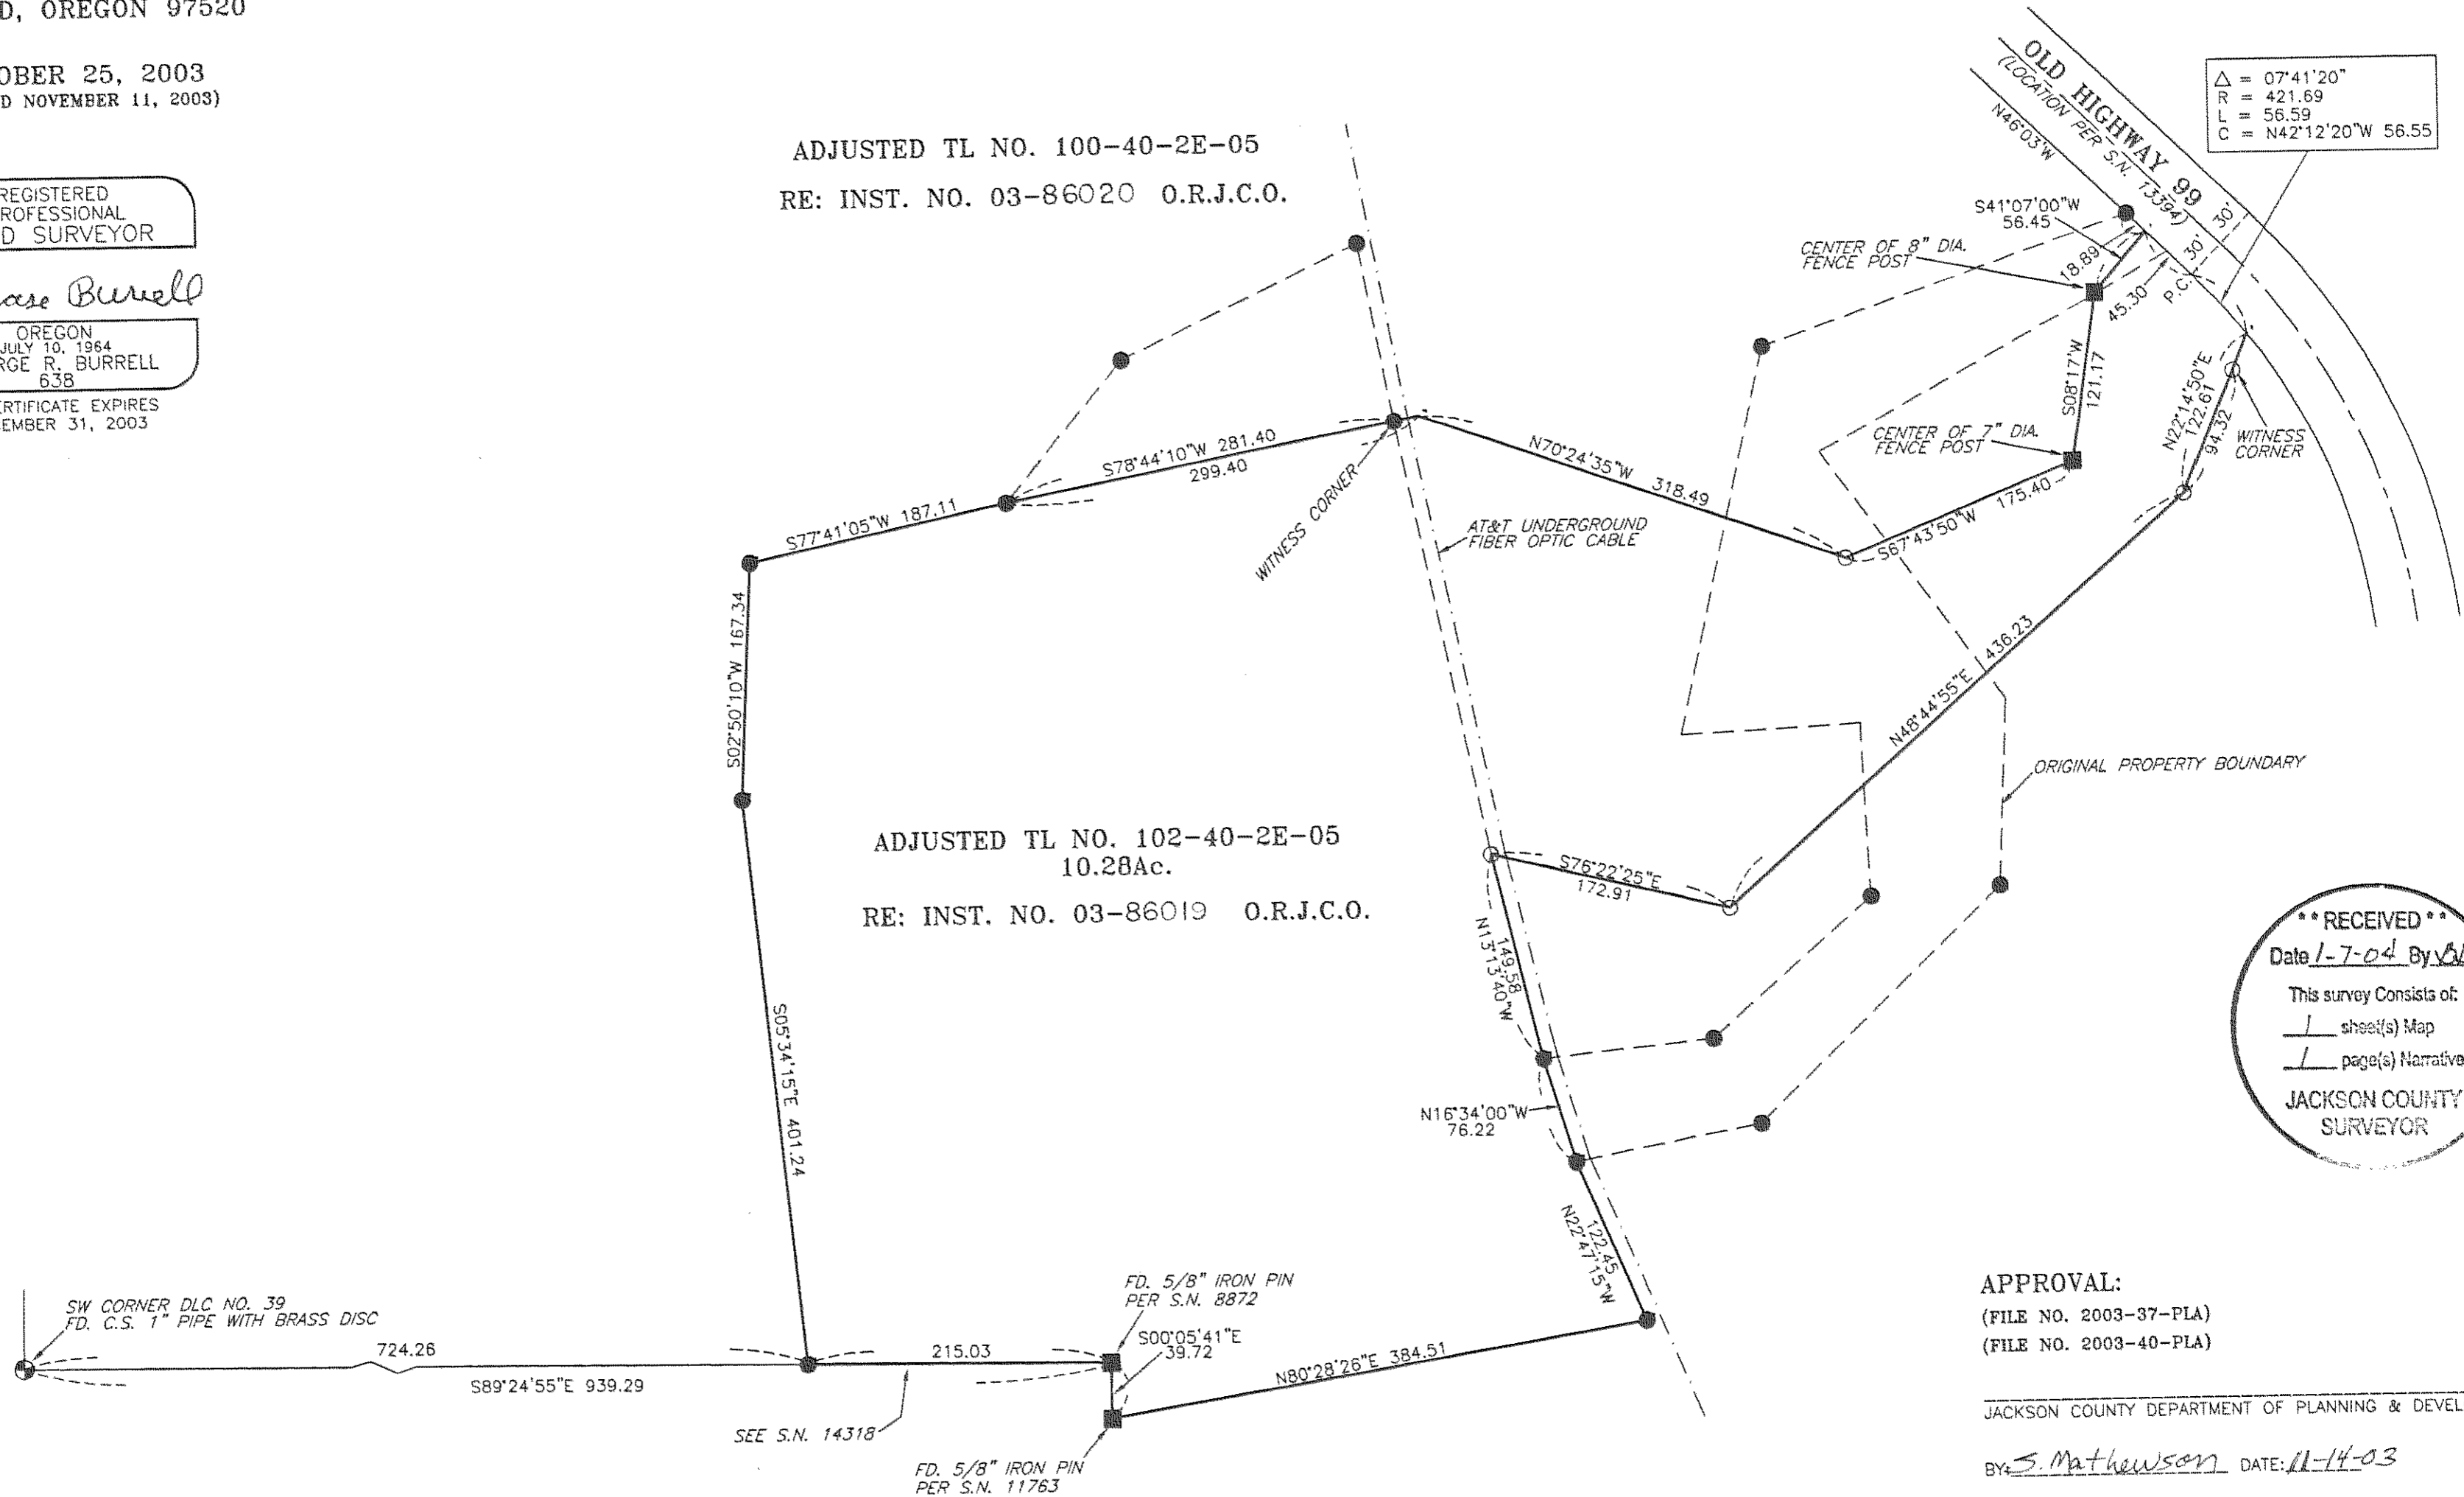 D, OREGON 97520
OBER 25, 2003
D NOVEMBER 11, 2003)
REGISTERED
ROFESSIONAL
D SURVEYOR
Burrell
OREGON
JULY 10, 1964
RGE R. BURRELL
638
ERTIFICATE EXPIRES
EMBER 31, 2003
ADJUSTED TL NO. 100-40-2E-05
RE: INST. NO. 03-86020 O.R.J.C.O.
OLD HIGHWAY 99
(LOCATION PER S.N. 13394)
N46°03'W
30'
30'
△ = 07°41'20"
R = 421.69
L = 56.59
C = N42°12'20"W 56.55
S41°07'00"W
56.45
18.89
45.30
P.C.
CENTER OF 8" DIA.
FENCE POST
S08°17'W
121.17
CENTER OF 7" DIA.
FENCE POST
N22°14'50"E
122.61
94.32
WITNESS
CORNER
S67°43'50"W 175.40
N70°24'35"W 318.49
S78°44'10"W 281.40
299.40
S77°41'05"W 187.11
WITNESS CORNER
AT&T UNDERGROUND
FIBER OPTIC CABLE
S02°50'10"W 167.34
N48°44'55"E 436.23
ORIGINAL PROPERTY BOUNDARY
ADJUSTED TL NO. 102-40-2E-05
10.28Ac.
RE: INST. NO. 03-86019 O.R.J.C.O.
S76°22'25"E
172.91
149.58
N13°13'40"W
N16°34'00"W
76.22
122.45
N22°47'15"W
S05°34'15"E 401.24
** RECEIVED **
Date 1-7-04 By
This survey Consists of:
1 sheet(s) Map
1 page(s) Narrative
JACKSON COUNTY
SURVEYOR
SW CORNER DLC NO. 39
FD. C.S. 1" PIPE WITH BRASS DISC
724.26
S89°24'55"E 939.29
215.03
SEE S.N. 14318
FD. 5/8" IRON PIN
PER S.N. 8872
S00°05'41"E
39.72
N80°28'26"E 384.51
FD. 5/8" IRON PIN
PER S.N. 11763
APPROVAL:
(FILE NO. 2003-37-PLA)
(FILE NO. 2003-40-PLA)
JACKSON COUNTY DEPARTMENT OF PLANNING & DEVEL
BY: S. Mathewson DATE: 11-14-03